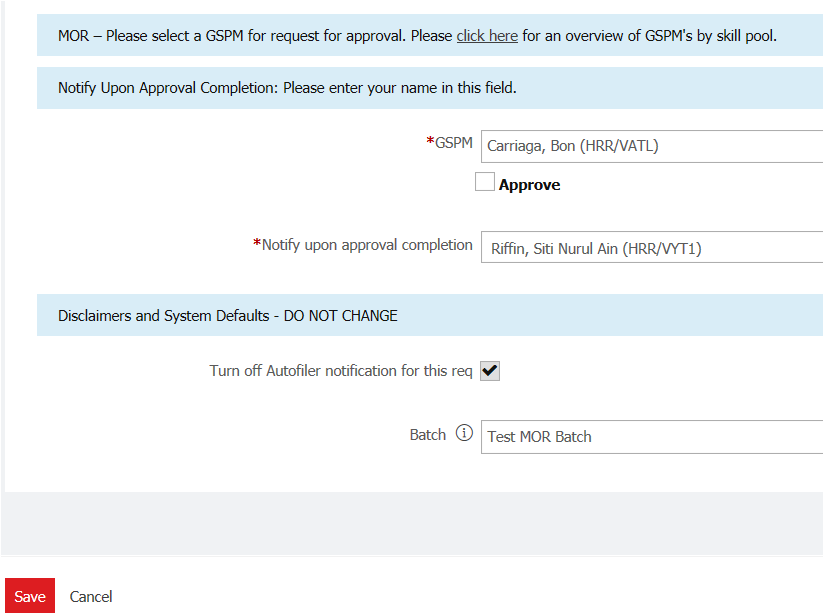 MOR – Please select a GSPM for request for approval. Please click here for an overview of GSPM's by skill pool.
Notify Upon Approval Completion: Please enter your name in this field.
*GSPM Carriaga, Bon (HRR/VATL)
Approve
*Notify upon approval completion Riffin, Siti Nurul Ain (HRR/VYT1)
Disclaimers and System Defaults - DO NOT CHANGE
Turn off Autofiler notification for this req
Batch Test MOR Batch
Save Cancel